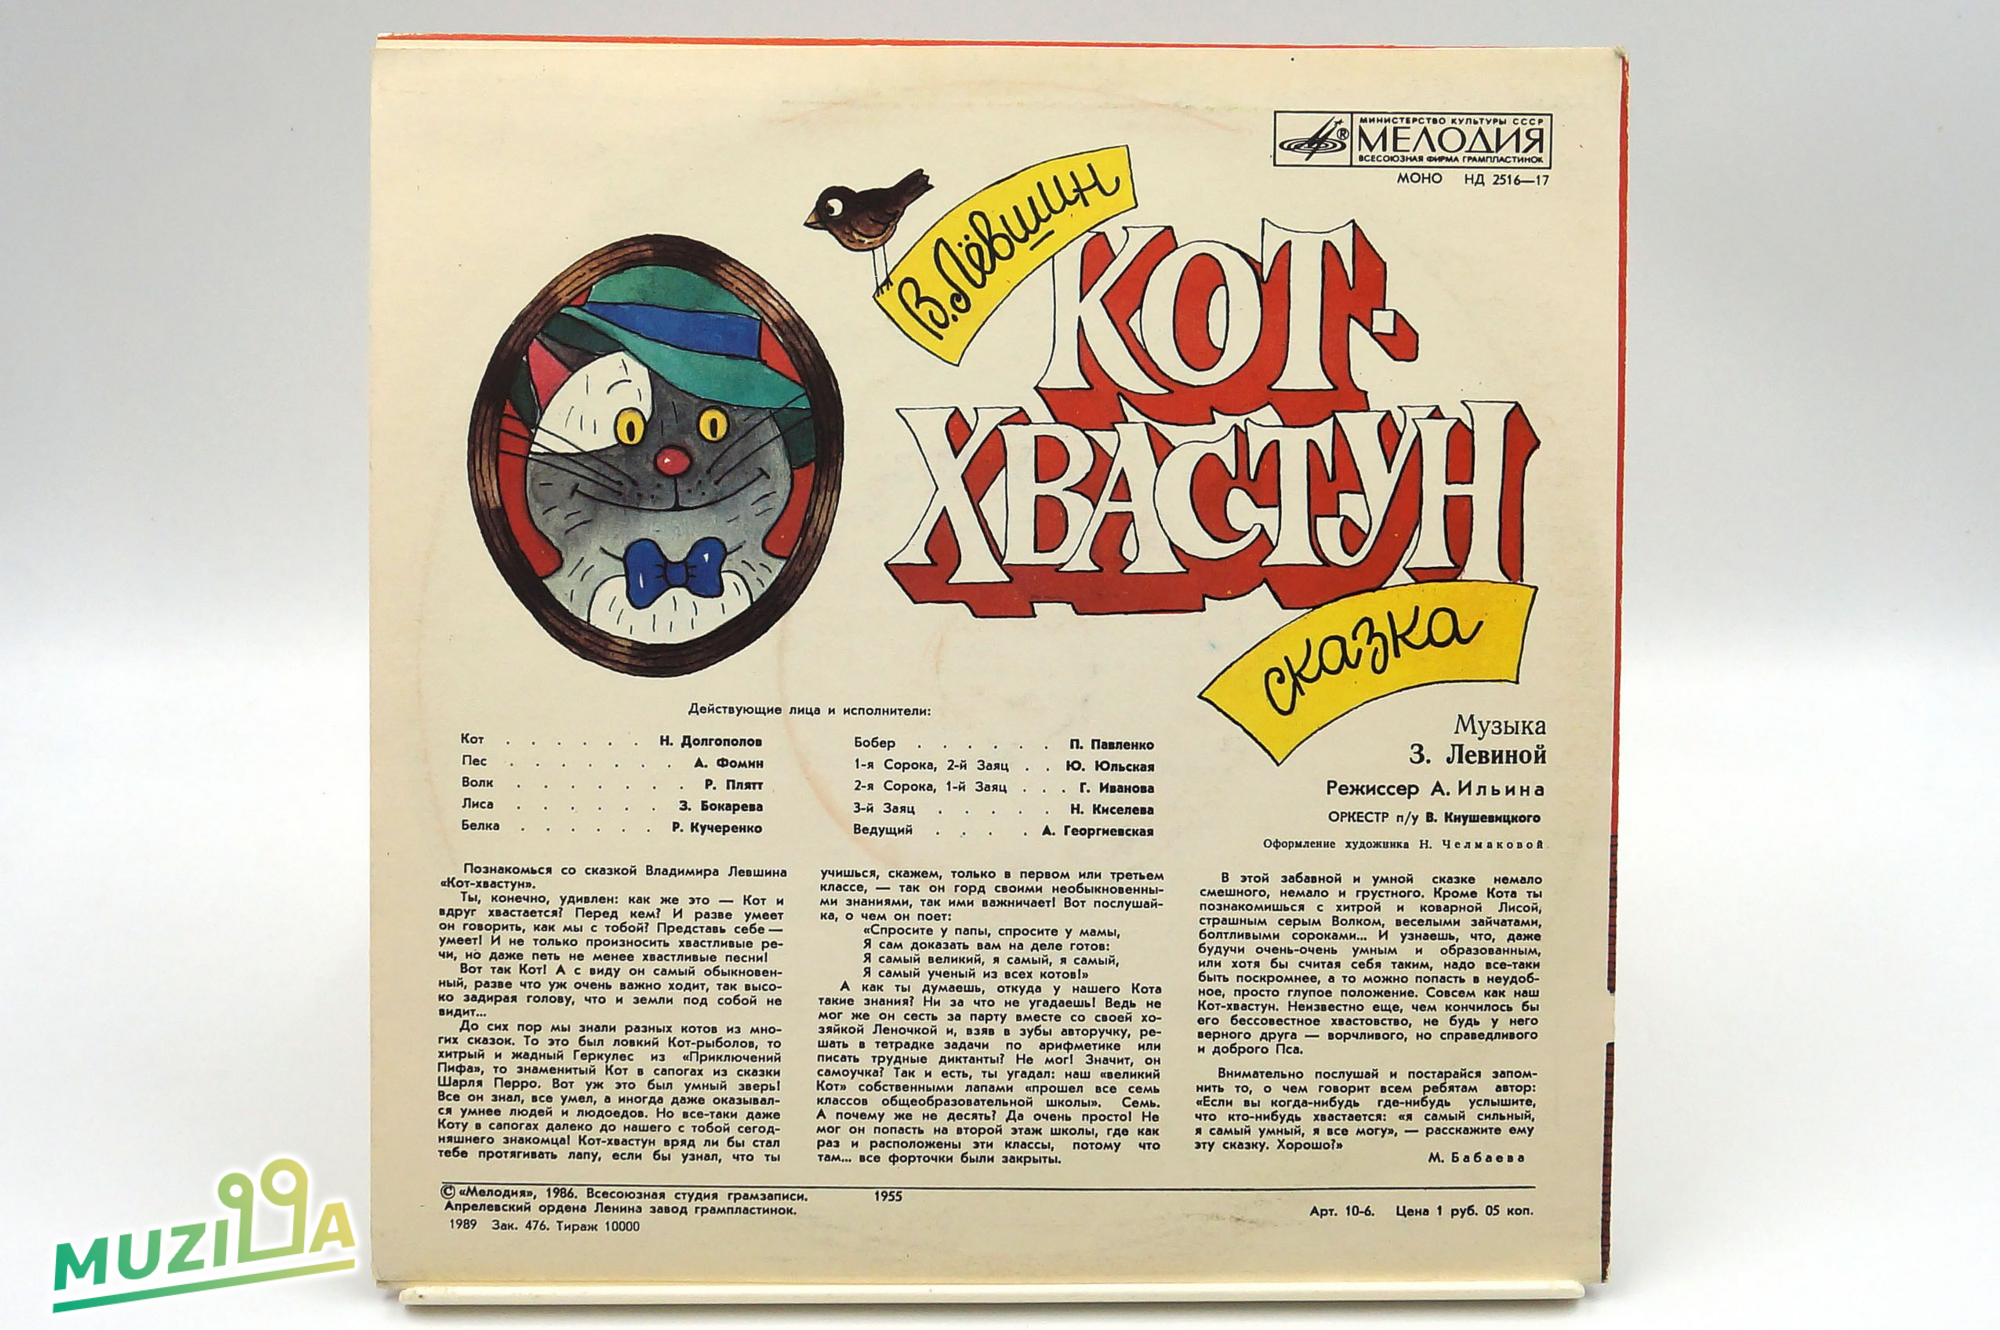 МИНИСТЕРСТВО КУЛЬТУРЫ СССР
МЕЛОДИЯ
ВСЕСОЮЗНАЯ ФИРМА ГРАМПЛАСТИНОК
МОНО НД 2516—17
В. Лёвшин
КОТ-
ХВАСТУН
сказка
Музыка
З. Левиной
Режиссер А. Ильина
ОРКЕСТР п/у В. Кнушевицкого
Оформление художника Н. Челмаковой
Действующие лица и исполнители:
Кот . . . . . . Н. Долгополов
Пес . . . . . . . А. Фомин
Волк . . . . . . . Р. Плятт
Лиса . . . . . . З. Бокарева
Белка . . . . . . Р. Кучеренко
Бобер . . . . . . П. Павленко
1-я Сорока, 2-й Заяц . . Ю. Юльская
2-я Сорока, 1-й Заяц . . . Г. Иванова
3-й Заяц . . . . . Н. Киселева
Ведущий . . . . А. Георгиевская
Познакомься со сказкой Владимира Левшина
«Кот-хвастун».
Ты, конечно, удивлен: как же это — Кот и
вдруг хвастается? Перед кем? И разве умеет
он говорить, как мы с тобой? Представь себе —
умеет! И не только произносить хвастливые ре-
чи, но даже петь не менее хвастливые песни!
Вот так Кот! А с виду он самый обыкновен-
ный, разве что уж очень важно ходит, так высо-
ко задирая голову, что и земли под собой не
видит...
До сих пор мы знали разных котов из мно-
гих сказок. То это был ловкий Кот-рыболов, то
хитрый и жадный Геркулес из «Приключений
Пифа», то знаменитый Кот в сапогах из сказки
Шарля Перро. Вот уж это был умный зверь!
Все он знал, все умел, а иногда даже оказывал-
ся умнее людей и людоедов. Но все-таки даже
Коту в сапогах далеко до нашего с тобой сегод-
няшнего знакомца! Кот-хвастун вряд ли бы стал
тебе протягивать лапу, если бы узнал, что ты
учишься, скажем, только в первом или третьем
классе, — так он горд своими необыкновенны-
ми знаниями, так ими важничает! Вот послушай-
ка, о чем он поет:
«Спросите у папы, спросите у мамы,
Я сам доказать вам на деле готов:
Я самый великий, я самый, я самый,
Я самый ученый из всех котов!»
А как ты думаешь, откуда у нашего Кота
такие знания? Ни за что не угадаешь! Ведь не
мог же он сесть за парту вместе со своей хо-
зяйкой Леночкой и, взяв в зубы авторучку, ре-
шать в тетрадке задачи по арифметике или
писать трудные диктанты? Не мог! Значит, он
самоучка? Так и есть, ты угадал: наш «великий
Кот» собственными лапами «прошел все семь
классов общеобразовательной школы». Семь.
А почему же не десять? Да очень просто! Не
мог он попасть на второй этаж школы, где как
раз и расположены эти классы, потому что
там... все форточки были закрыты.
В этой забавной и умной сказке немало
смешного, немало и грустного. Кроме Кота ты
познакомишься с хитрой и коварной Лисой,
страшным серым Волком, веселыми зайчатами,
болтливыми сороками... И узнаешь, что, даже
будучи очень-очень умным и образованным,
или хотя бы считая себя таким, надо все-таки
быть поскромнее, а то можно попасть в неудоб-
ное, просто глупое положение. Совсем как наш
Кот-хвастун. Неизвестно еще, чем кончилось бы
его бессовестное хвастовство, не будь у него
верного друга — ворчливого, но справедливого
и доброго Пса.
Внимательно послушай и постарайся запом-
нить то, о чем говорит всем ребятам автор:
«Если вы когда-нибудь где-нибудь услышите,
что кто-нибудь хвастается: «я самый сильный,
я самый умный, я все могу», — расскажите ему
эту сказку. Хорошо?»
М. Бабаева
© «Мелодия», 1986. Всесоюзная студия грамзаписи. 1955
Апрелевский ордена Ленина завод грампластинок.
1989 Зак. 476. Тираж 10000
Арт. 10-6. Цена 1 руб. 05 коп.
MUZILLA